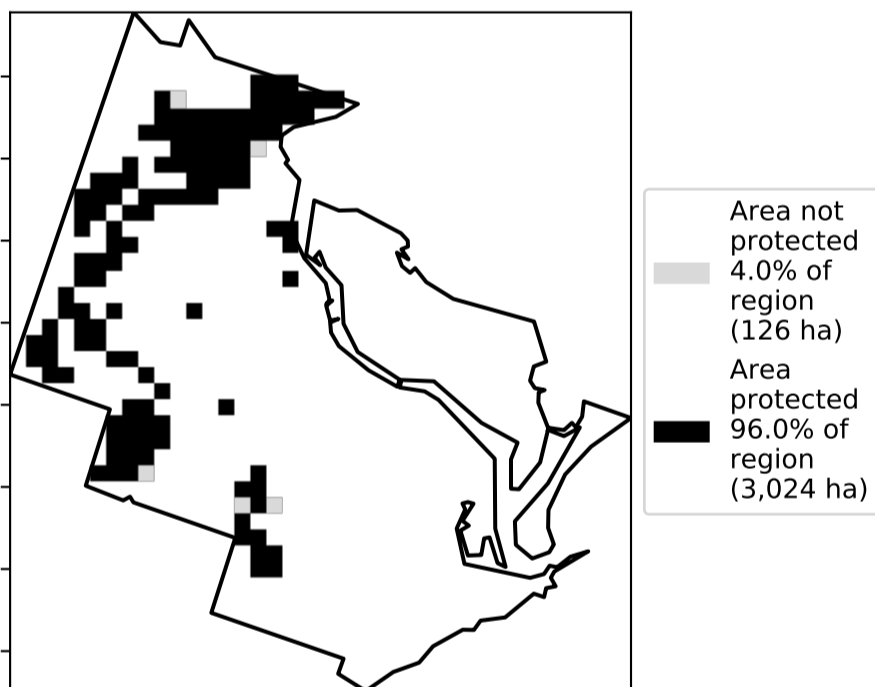 Area not
protected
4.0% of
region
(126 ha)
Area
protected
96.0% of
region
(3,024 ha)